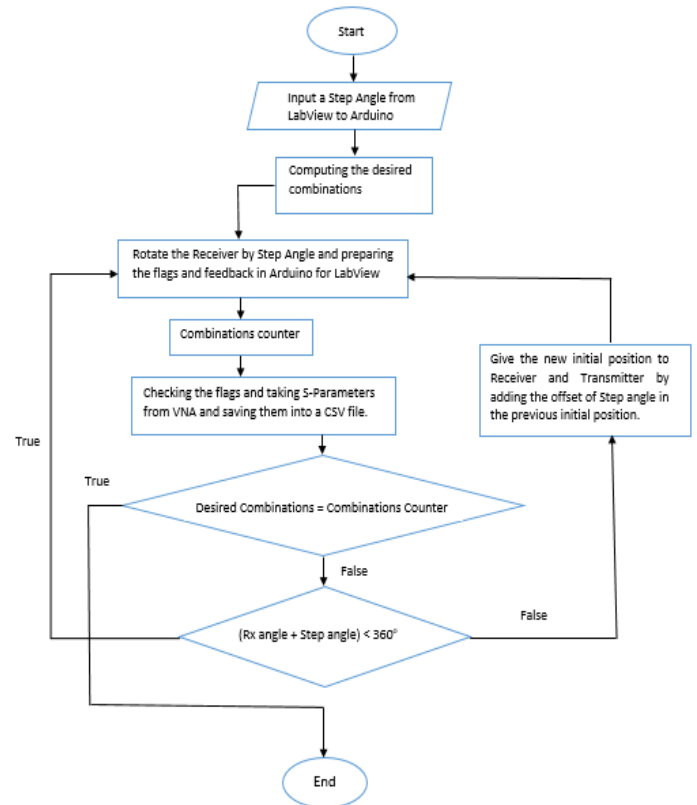 Start
Input a Step Angle from
LabView to Arduino
Computing the desired
combinations
Rotate the Receiver by Step Angle and preparing
the flags and feedback in Arduino for LabView
Combinations counter
Checking the flags and taking S-Parameters
from VNA and saving them into a CSV file.
Give the new initial position to
Receiver and Transmitter by
adding the offset of Step angle in
the previous initial position.
True
True
Desired Combinations = Combinations Counter
False
(Rx angle + Step angle) < 360°
False
End